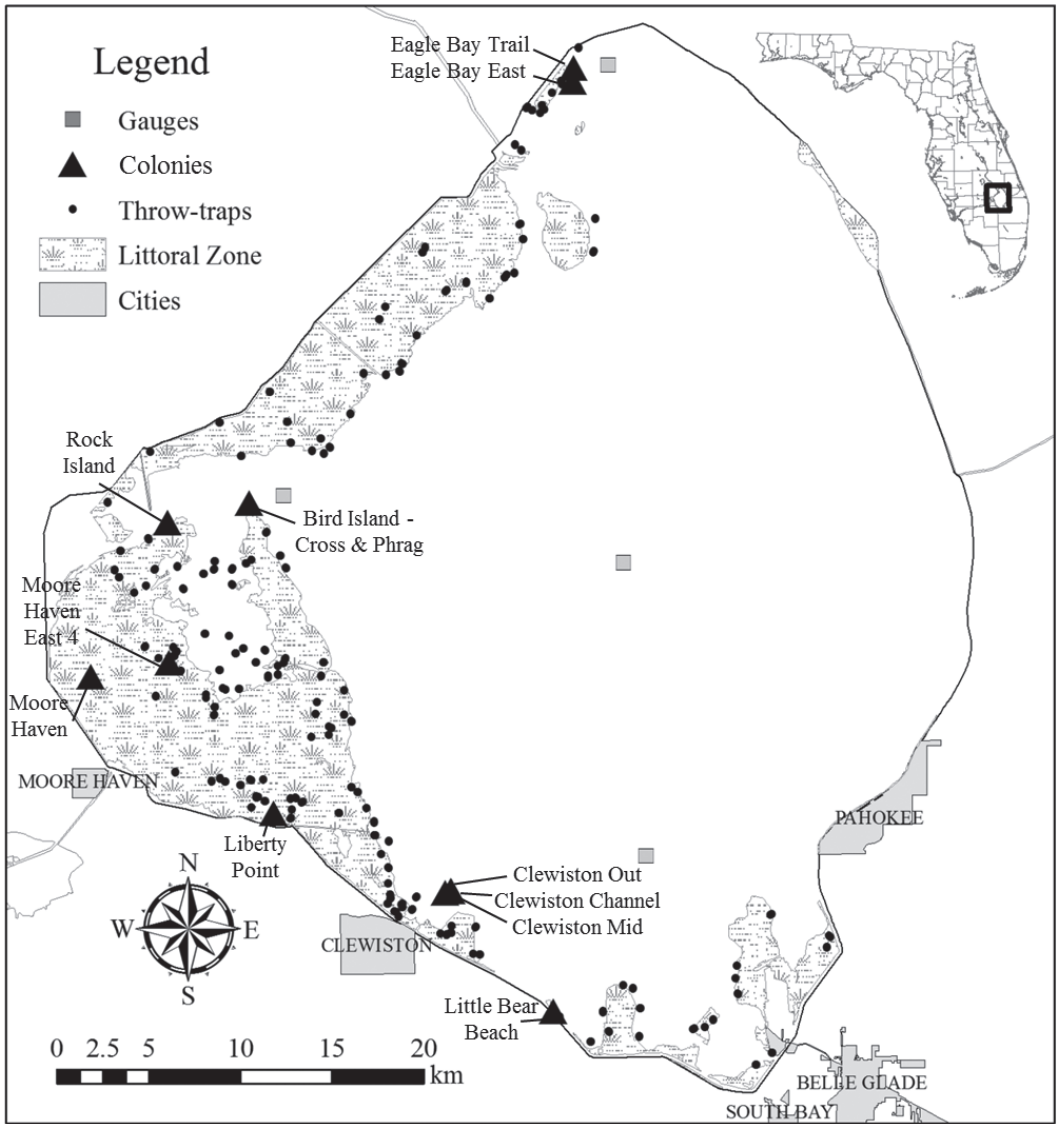 Legend
Gauges
Colonies
Throw-traps
Littoral Zone
Cities
Eagle Bay Trail
Eagle Bay East
Rock
Island
Bird Island -
Cross & Phrag
Moore
Haven
East 4
Moore
Haven
MOORE HAVEN
Liberty
Point
PAHOKEE
Clewiston Out
Clewiston Channel
Clewiston Mid
CLEWISTON
N
W
E
S
Little Bear
Beach
0 2.5 5 10 15 20
km
BELLE GLADE
SOUTH BAY